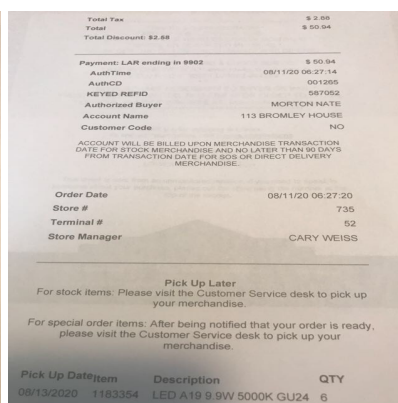 Total Tax $ 2.88
Total $ 50.94
Total Discount: $2.68
Payment: LAR ending in 9902 $ 50.94
AuthTime 08/11/20 06:27:14
AuthCD 001265
KEYED REFID 587052
Authorized Buyer MORTON NATE
Account Name 113 BROMLEY HOUSE
Customer Code NO
ACCOUNT WILL BE BILLED UPON MERCHANDISE TRANSACTION
DATE FOR STOCK MERCHANDISE AND NO LATER THAN 90 DAYS
FROM TRANSACTION DATE FOR SOS OR DIRECT DELIVERY
MERCHANDISE.
Order Date 08/11/20 06:27:20
Store # 735
Terminal # 52
Store Manager CARY WEISS
Pick Up Later
For stock items: Please visit the Customer Service desk to pick up
your merchandise.
For special order items: After being notified that your order is ready,
please visit the Customer Service desk to pick up your
merchandise.
Pick Up Date Item Description QTY
08/13/2020 1183354 LED A19 9.9W 5000K GU24 6